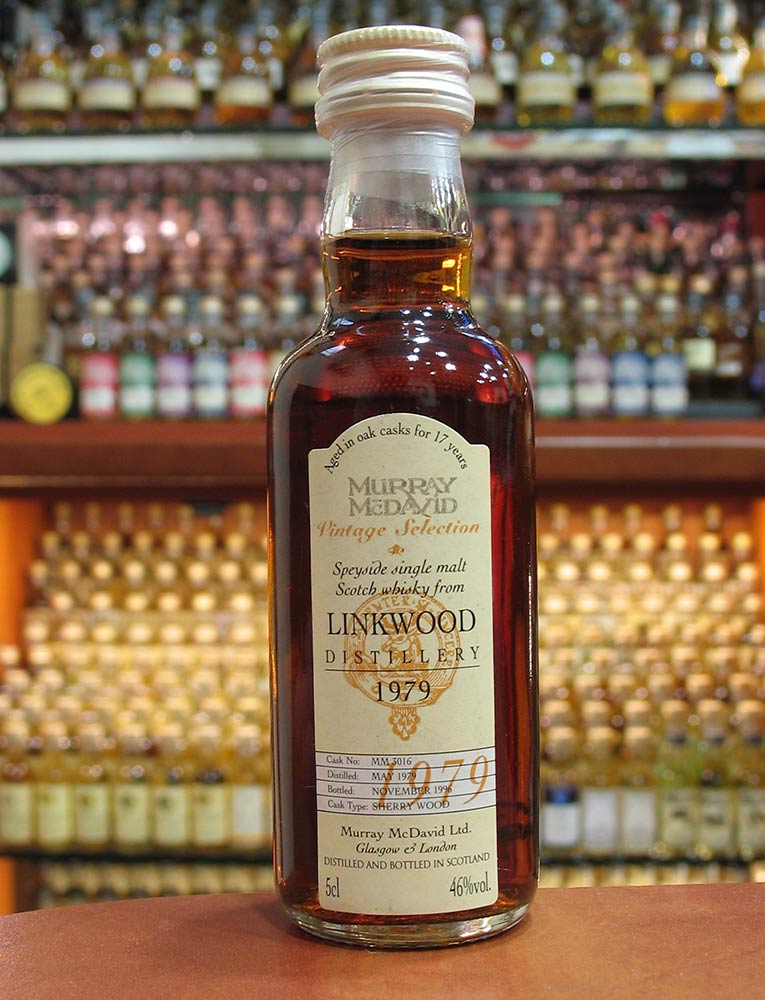 Aged in oak casks for 17 years
MURRAY
McDAVID
Vintage Selection
Speyside single malt
Scotch whisky from
LINKWOOD
DISTILLERY
1979
1979
Cask No: MM 3016
Distilled: MAY 1979
Bottled: NOVEMBER 1996
Cask Type: SHERRY WOOD
Murray McDavid Ltd.
Glasgow & London
DISTILLED AND BOTTLED IN SCOTLAND
5cl 46%vol.